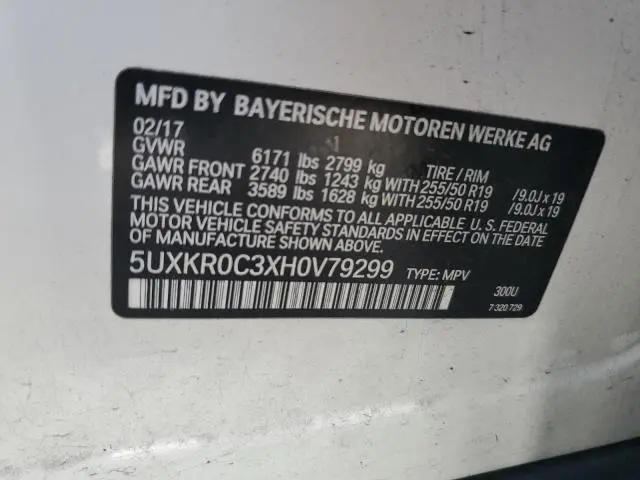 MFD BY BAYERISCHE MOTOREN WERKE AG
02/17
GVWR 6171 lbs 2799 kg TIRE / RIM
GAWR FRONT 2740 lbs 1243 kg WITH 255/50 R19 /9.0J x 19
GAWR REAR 3589 lbs 1628 kg WITH 255/50 R19 /9.0J x 19
THIS VEHICLE CONFORMS TO ALL APPLICABLE U. S. FEDERAL
MOTOR VEHICLE SAFETY STANDARDS
IN EFFECT ON THE DATE OF MANUFACTURE SHOWN ABOVE.
5UXKR0C3XH0V79299 TYPE: MPV
300U
7 320 729